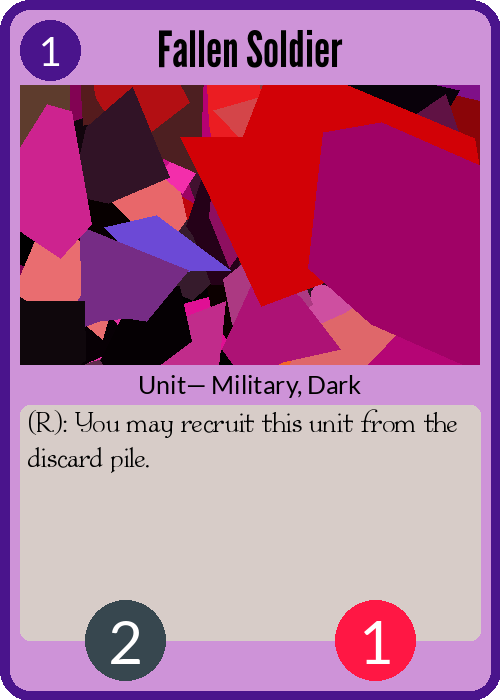 1
Fallen Soldier
Unit— Military, Dark
(R): You may recruit this unit from the
discard pile.
2
1